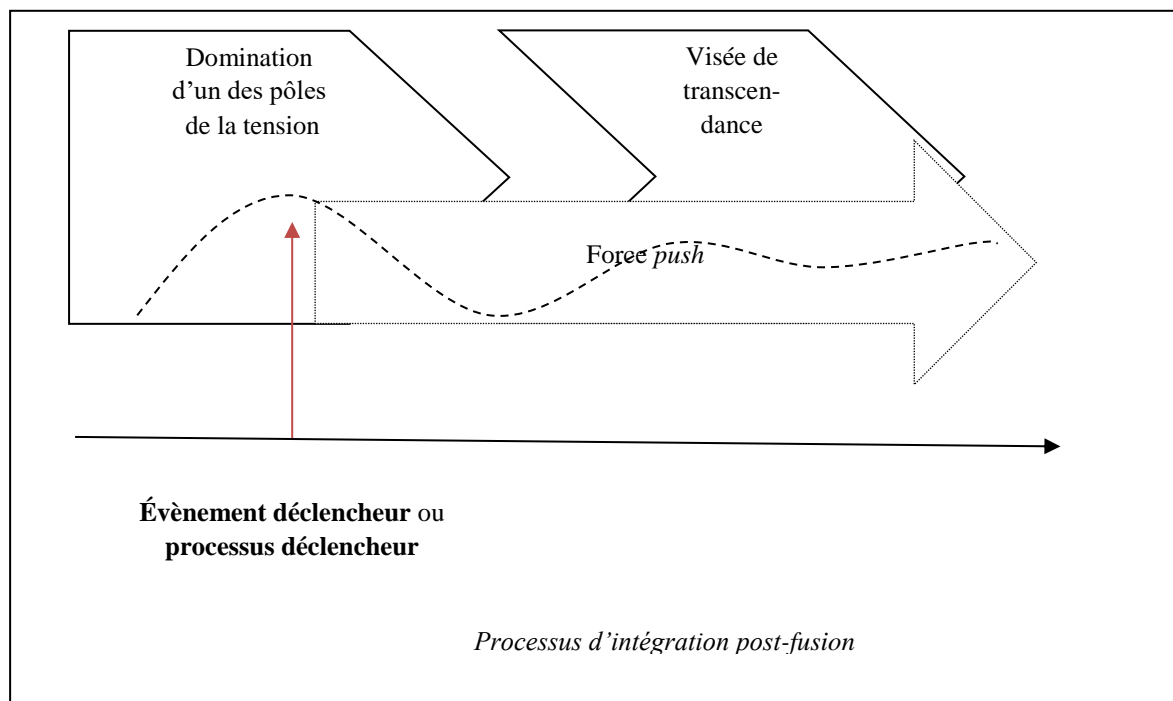 Domination
d’un des pôles
de la tension
Visée de
transcen-
dance
Force push
Évènement déclencheur ou
processus déclencheur
Processus d’intégration post-fusion